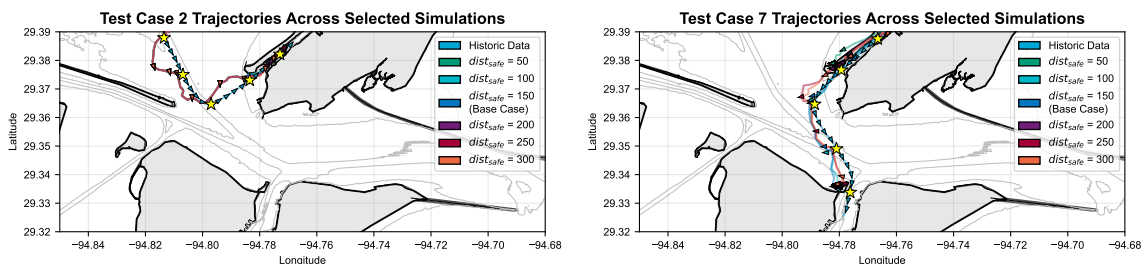 Test Case 2 Trajectories Across Selected Simulations
29.39
29.38
29.37
29.36
29.35
29.34
29.33
29.32
Latitude
−94.84
−94.82
−94.80
−94.78
−94.76
−94.74
−94.72
−94.70
−94.68
Longitude
Historic Data
dist_safe = 50
dist_safe = 100
dist_safe = 150
(Base Case)
dist_safe = 200
dist_safe = 250
dist_safe = 300
Test Case 7 Trajectories Across Selected Simulations
29.39
29.38
29.37
29.36
29.35
29.34
29.33
29.32
Latitude
−94.84
−94.82
−94.80
−94.78
−94.76
−94.74
−94.72
−94.70
−94.68
Longitude
Historic Data
dist_safe = 50
dist_safe = 100
dist_safe = 150
(Base Case)
dist_safe = 200
dist_safe = 250
dist_safe = 300